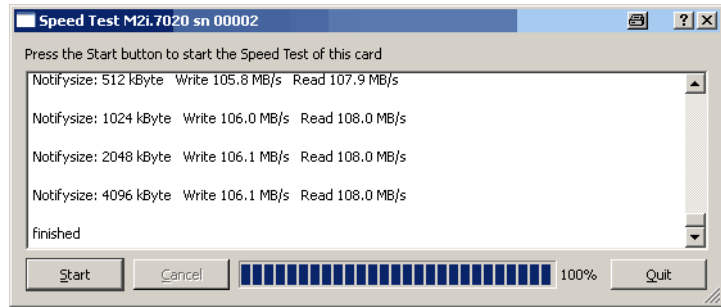 Speed Test M2i.7020 sn 00002
Press the Start button to start the Speed Test of this card
Notifysize: 512 kByte Write 105.8 MB/s Read 107.9 MB/s
Notifysize: 1024 kByte Write 106.0 MB/s Read 108.0 MB/s
Notifysize: 2048 kByte Write 106.1 MB/s Read 108.0 MB/s
Notifysize: 4096 kByte Write 106.1 MB/s Read 108.0 MB/s
finished
Start Cancel 100% Quit